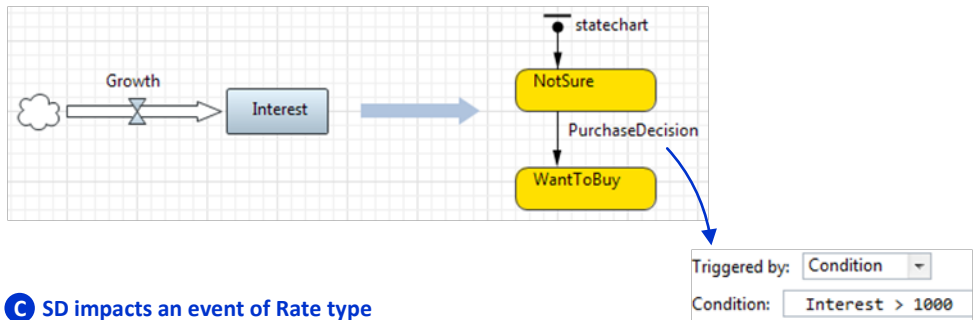 statechart
Growth
NotSure
Interest
PurchaseDecision
WantToBuy
Triggered by: Condition
Condition: Interest > 1000
C SD impacts an event of Rate type